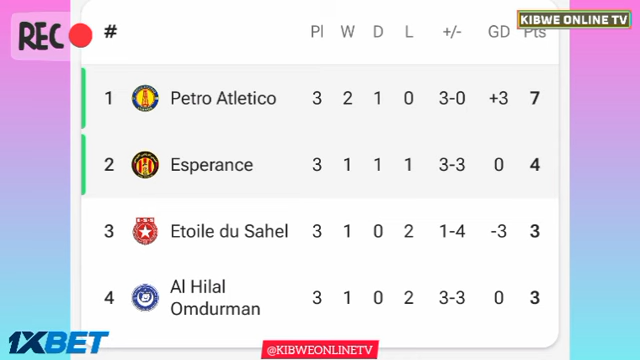 REC
KIBWE ONLINE TV
# Pl W D L +/- GD Pts
1 Petro Atletico 3 2 1 0 3-0 +3 7
2 Esperance 3 1 1 1 3-3 0 4
3 Etoile du Sahel 3 1 0 2 1-4 -3 3
4 Al Hilal Omdurman 3 1 0 2 3-3 0 3
1XBET
@KIBWEONLINETV